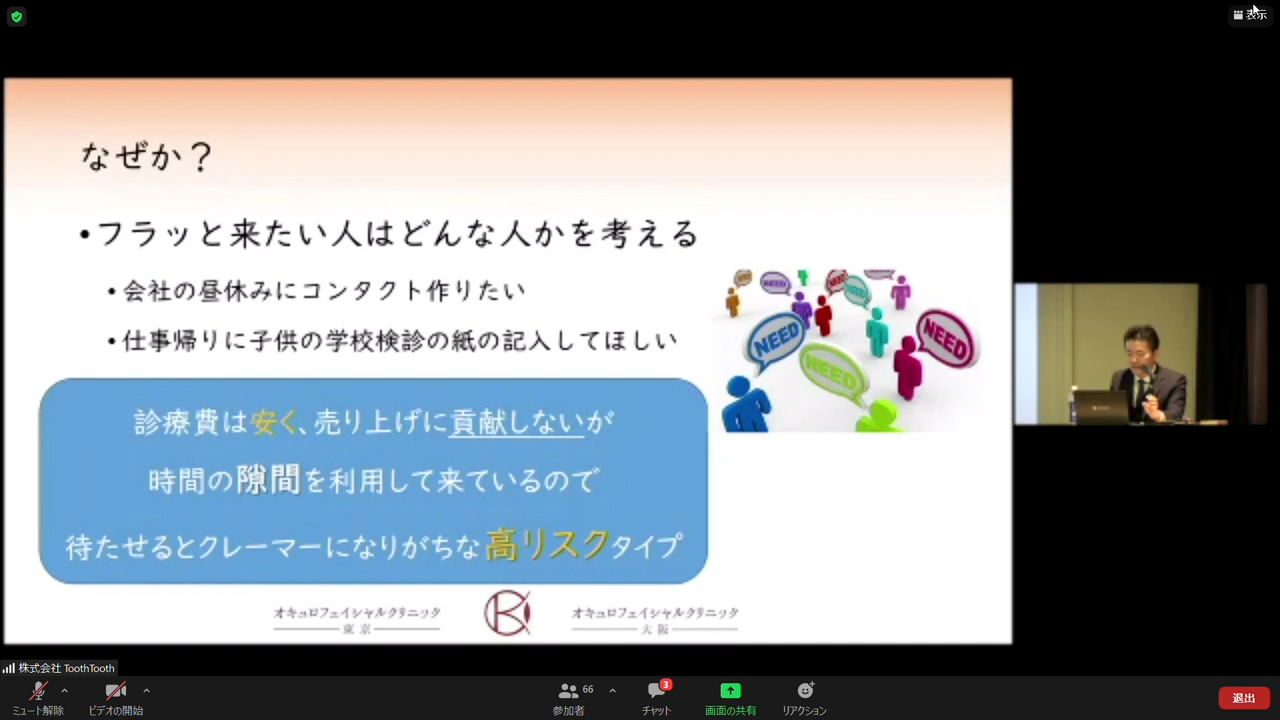 表示
なぜか？
•フラッと来たい人はどんな人かを考える
•会社の昼休みにコンタクト作りたい
•仕事帰りに子供の学校検診の紙の記入してほしい
NEED
NEED
NEED
NEED
診療費は安く、売り上げに貢献しないが
時間の隙間を利用して来ているので
待たせるとクレーマーになりがちな高リスクタイプ
オキュロフェイシャルクリニック
東京
オキュロフェイシャルクリニック
大阪
株式会社 ToothTooth
ミュート解除
ビデオの開始
66
参加者
3
チャット
画面の共有
リアクション
退出